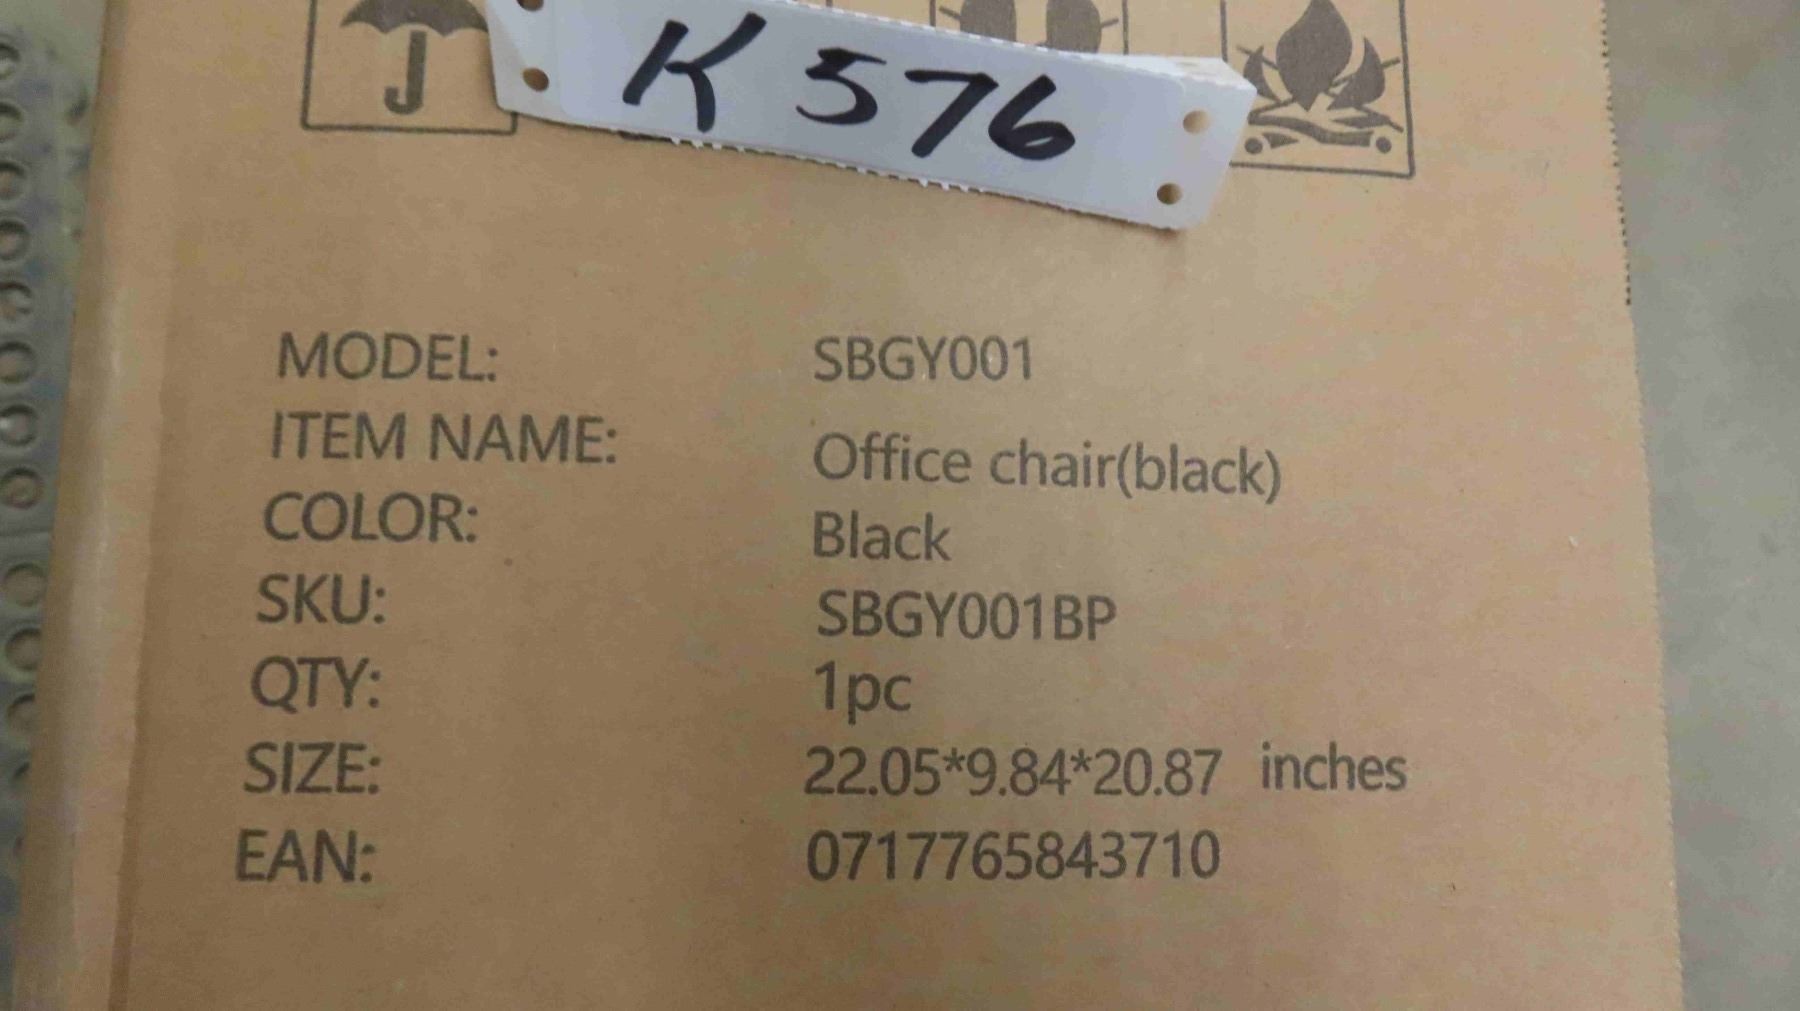 K 576
MODEL: SBGY001
ITEM NAME: Office chair(black)
COLOR: Black
SKU: SBGY001BP
QTY: 1pc
SIZE: 22.05*9.84*20.87 inches
EAN: 0717765843710